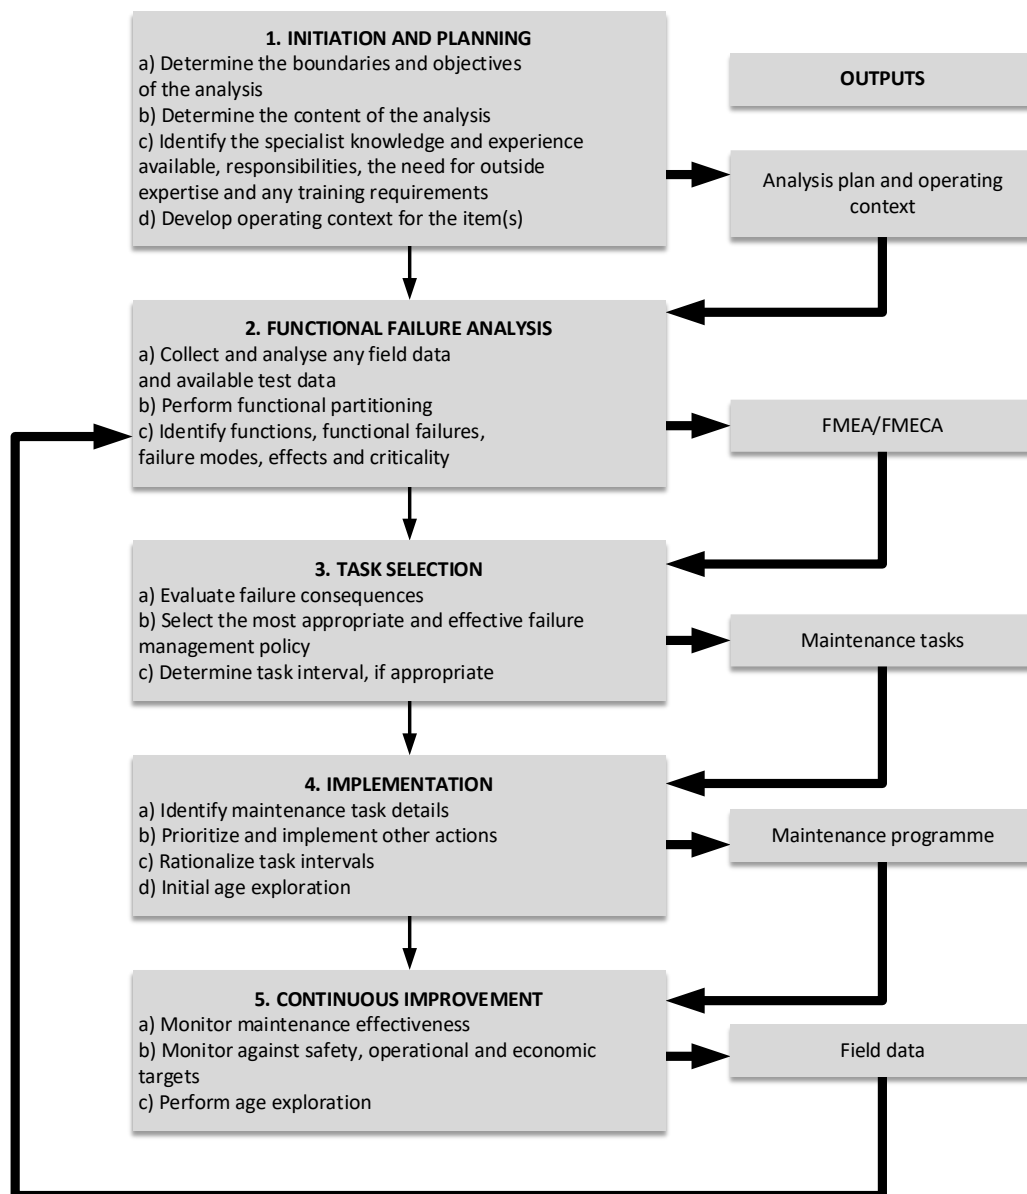 1. INITIATION AND PLANNING
a) Determine the boundaries and objectives
of the analysis
b) Determine the content of the analysis
c) Identify the specialist knowledge and experience
available, responsibilities, the need for outside
expertise and any training requirements
d) Develop operating context for the item(s)
OUTPUTS
Analysis plan and operating
context
2. FUNCTIONAL FAILURE ANALYSIS
a) Collect and analyse any field data
and available test data
b) Perform functional partitioning
c) Identify functions, functional failures,
failure modes, effects and criticality
FMEA/FMECA
3. TASK SELECTION
a) Evaluate failure consequences
b) Select the most appropriate and effective failure
management policy
c) Determine task interval, if appropriate
Maintenance tasks
4. IMPLEMENTATION
a) Identify maintenance task details
b) Prioritize and implement other actions
c) Rationalize task intervals
d) Initial age exploration
Maintenance programme
5. CONTINUOUS IMPROVEMENT
a) Monitor maintenance effectiveness
b) Monitor against safety, operational and economic
targets
c) Perform age exploration
Field data